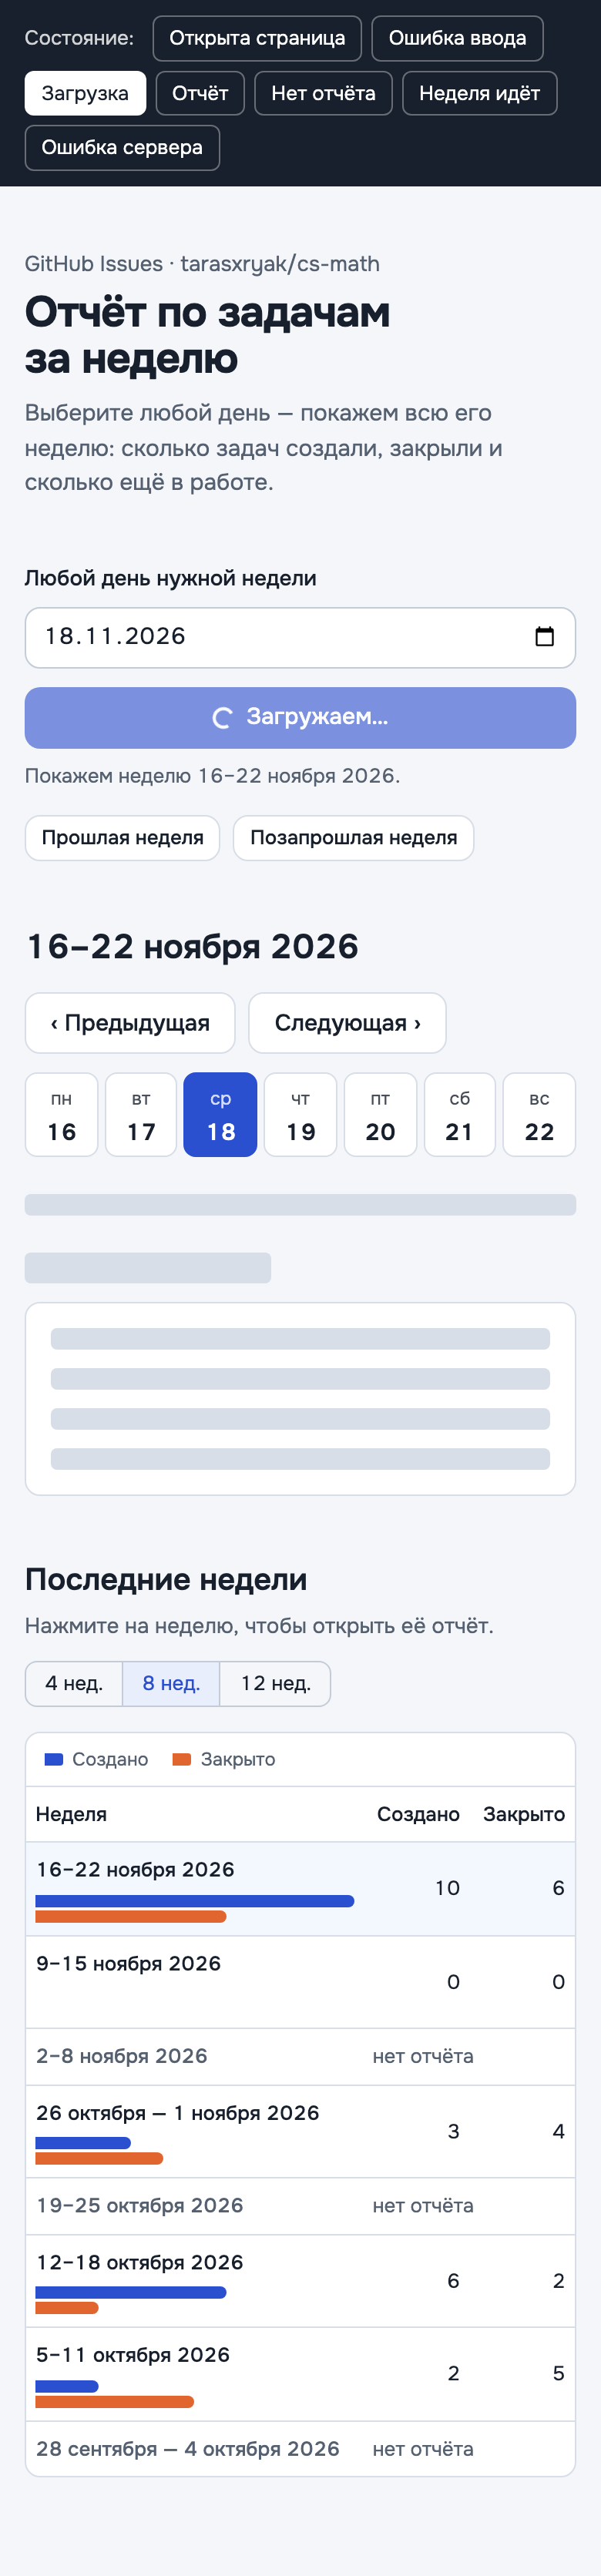 Состояние: Открыта страница Ошибка ввода
Загрузка Отчёт Нет отчёта Неделя идёт
Ошибка сервера
GitHub Issues · tarasxryak/cs-math
Отчёт по задачам
за неделю
Выберите любой день — покажем всю его
неделю: сколько задач создали, закрыли и
сколько ещё в работе.
Любой день нужной недели
18.11.2026
Загружаем…
Покажем неделю 16–22 ноября 2026.
Прошлая неделя Позапрошлая неделя
16–22 ноября 2026
‹ Предыдущая Следующая ›
пн вт ср чт пт сб вс
16 17 18 19 20 21 22
Последние недели
Нажмите на неделю, чтобы открыть её отчёт.
4 нед. 8 нед. 12 нед.
Создано Закрыто
Неделя Создано Закрыто
16–22 ноября 2026 10 6
9–15 ноября 2026 0 0
2–8 ноября 2026 нет отчёта
26 октября — 1 ноября 2026 3 4
19–25 октября 2026 нет отчёта
12–18 октября 2026 6 2
5–11 октября 2026 2 5
28 сентября — 4 октября 2026 нет отчёта